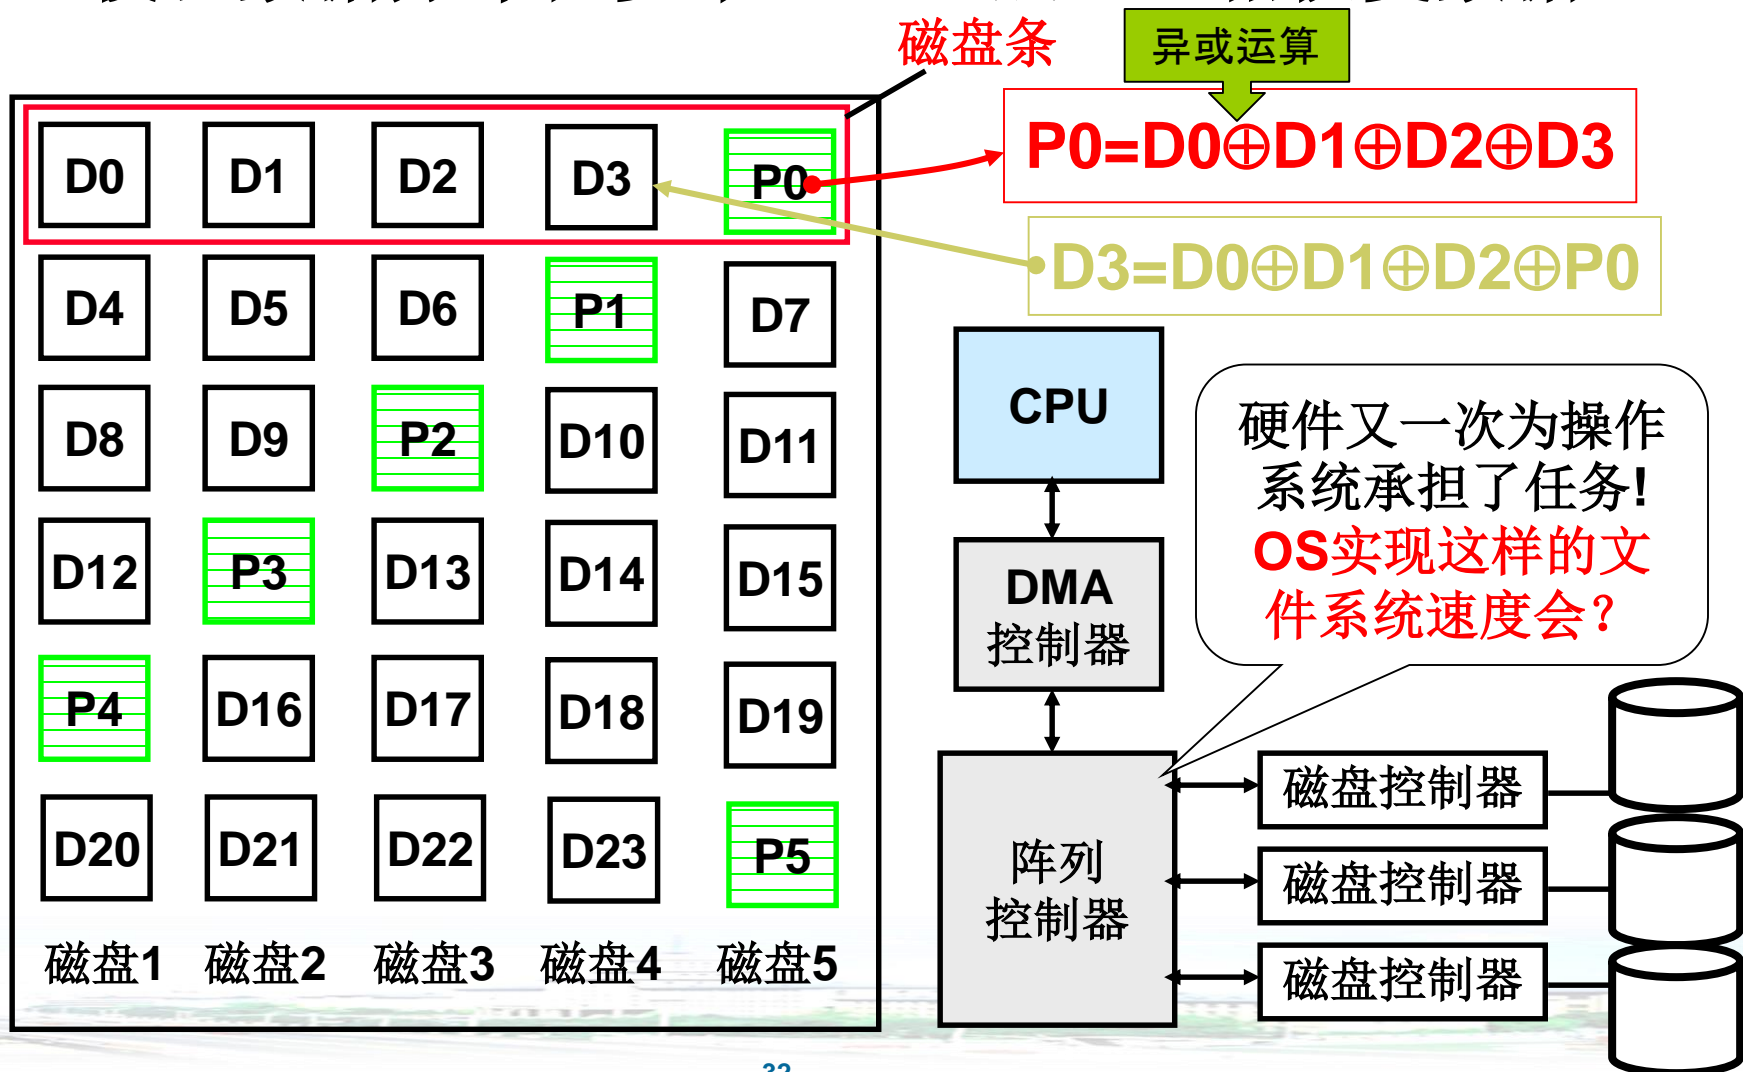 磁盘条
异或运算
P0=D0⊕D1⊕D2⊕D3
D3=D0⊕D1⊕D2⊕P0
D0 D1 D2 D3 P0
D4 D5 D6 P1 D7
D8 D9 P2 D10 D11
D12 P3 D13 D14 D15
P4 D16 D17 D18 D19
D20 D21 D22 D23 P5
磁盘1 磁盘2 磁盘3 磁盘4 磁盘5
CPU
DMA
控制器
阵列
控制器
硬件又一次为操作
系统承担了任务!
OS实现这样的文
件系统速度会？
磁盘控制器
磁盘控制器
磁盘控制器
32